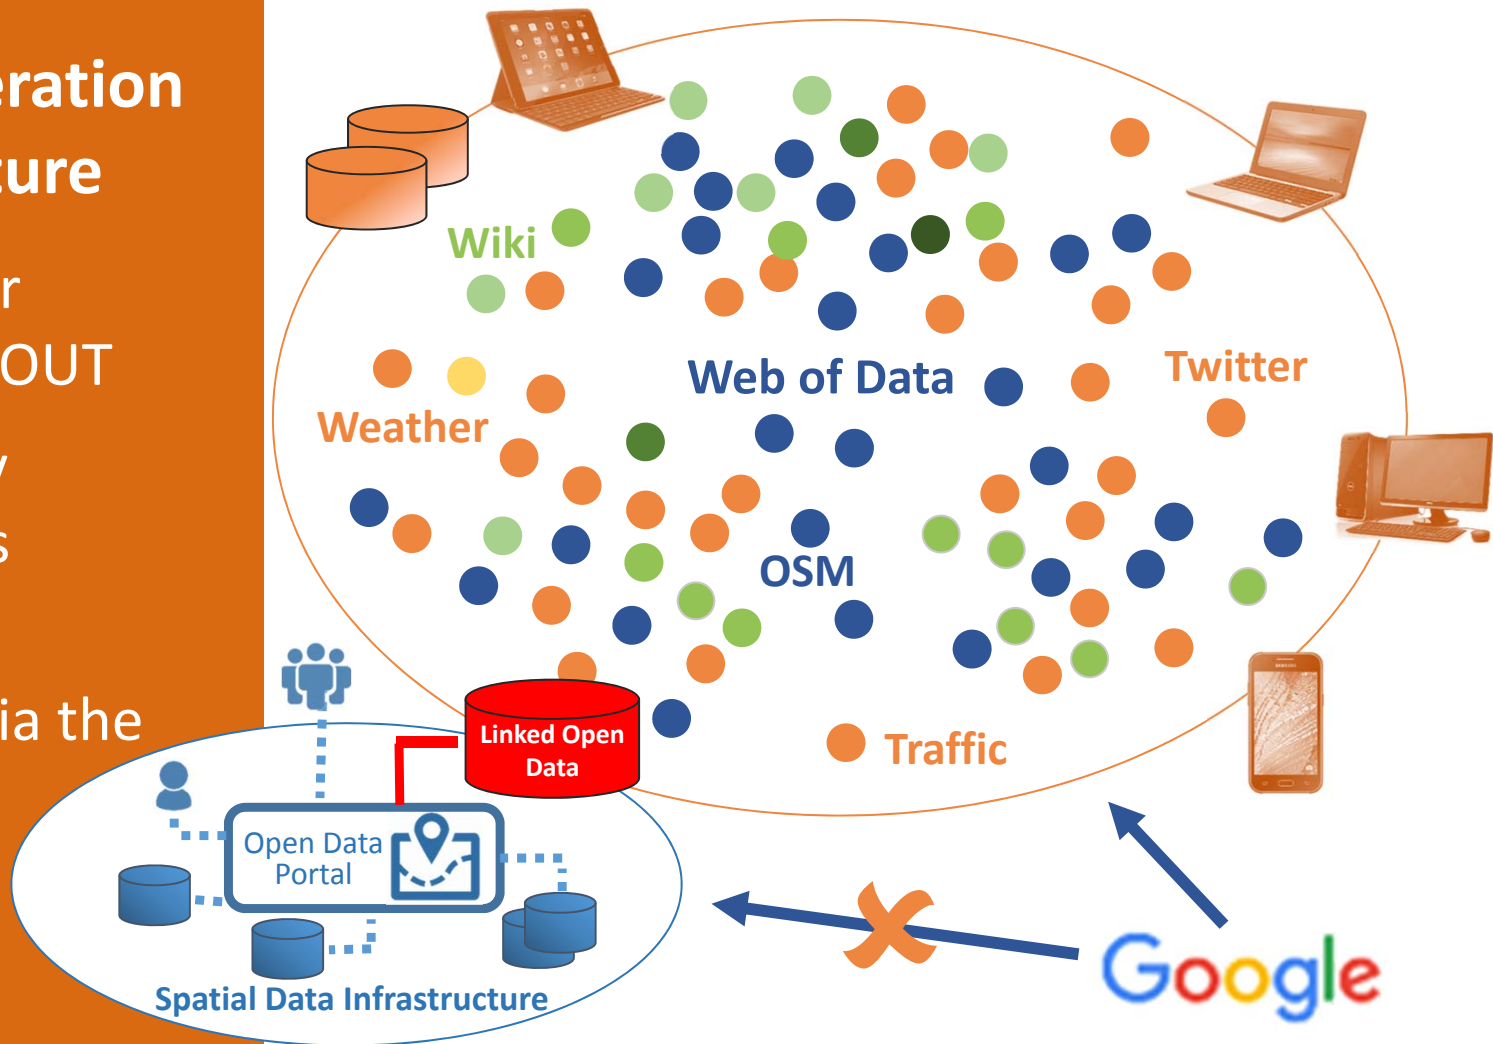 eration
ture
r
OUT
y
s
ia the
Wiki
Web of Data
Twitter
Weather
OSM
Linked Open
Data
Traffic
Open Data
Portal
Spatial Data Infrastructure
Google